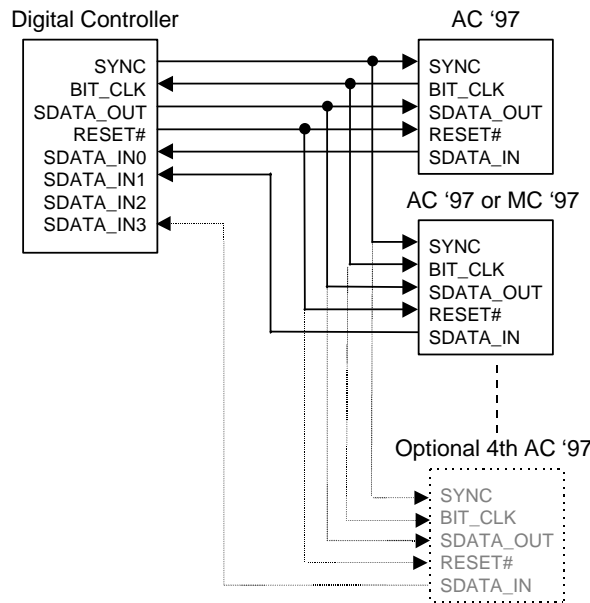 Digital Controller
SYNC
BIT_CLK
SDATA_OUT
RESET#
SDATA_IN0
SDATA_IN1
SDATA_IN2
SDATA_IN3
AC ‘97
SYNC
BIT_CLK
SDATA_OUT
RESET#
SDATA_IN
AC ‘97 or MC ‘97
SYNC
BIT_CLK
SDATA_OUT
RESET#
SDATA_IN
Optional 4th AC ‘97
SYNC
BIT_CLK
SDATA_OUT
RESET#
SDATA_IN